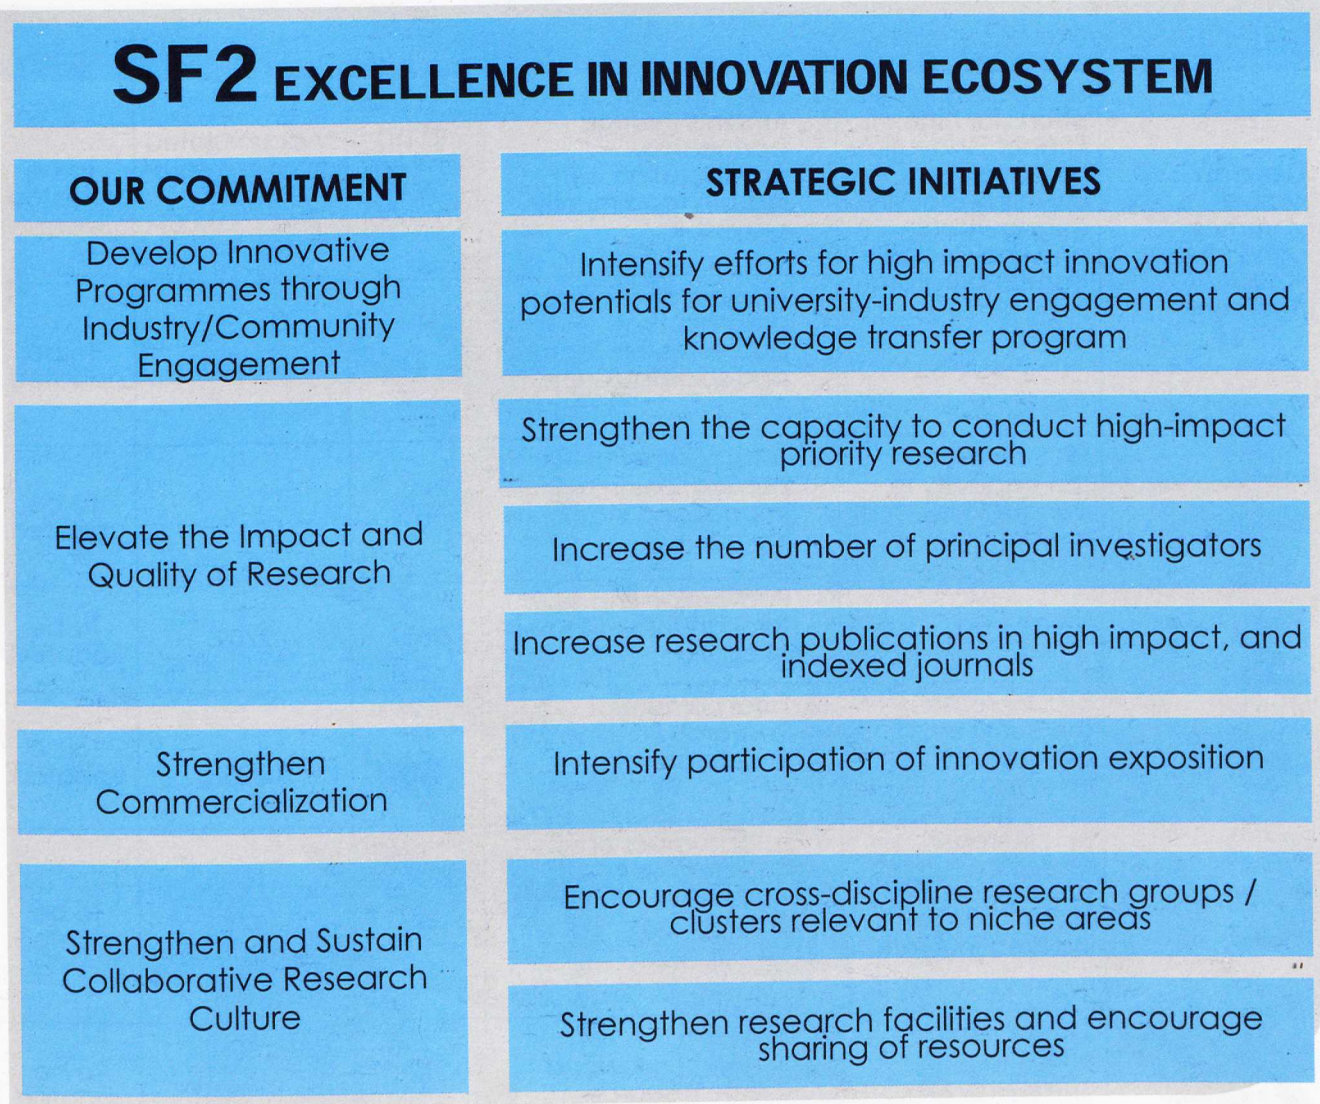 SF2 EXCELLENCE IN INNOVATION ECOSYSTEM
OUR COMMITMENT
STRATEGIC INITIATIVES
Develop Innovative
Programmes through
Industry/Community
Engagement
Intensify efforts for high impact innovation
potentials for university-industry engagement and
knowledge transfer program
Elevate the Impact and
Quality of Research
Strengthen the capacity to conduct high-impact
priority research
Increase the number of principal investigators
Increase research publications in high impact, and
indexed journals
Strengthen
Commercialization
Intensify participation of innovation exposition
Strengthen and Sustain
Collaborative Research
Culture
Encourage cross-discipline research groups /
clusters relevant to niche areas
Strengthen research facilities and encourage
sharing of resources